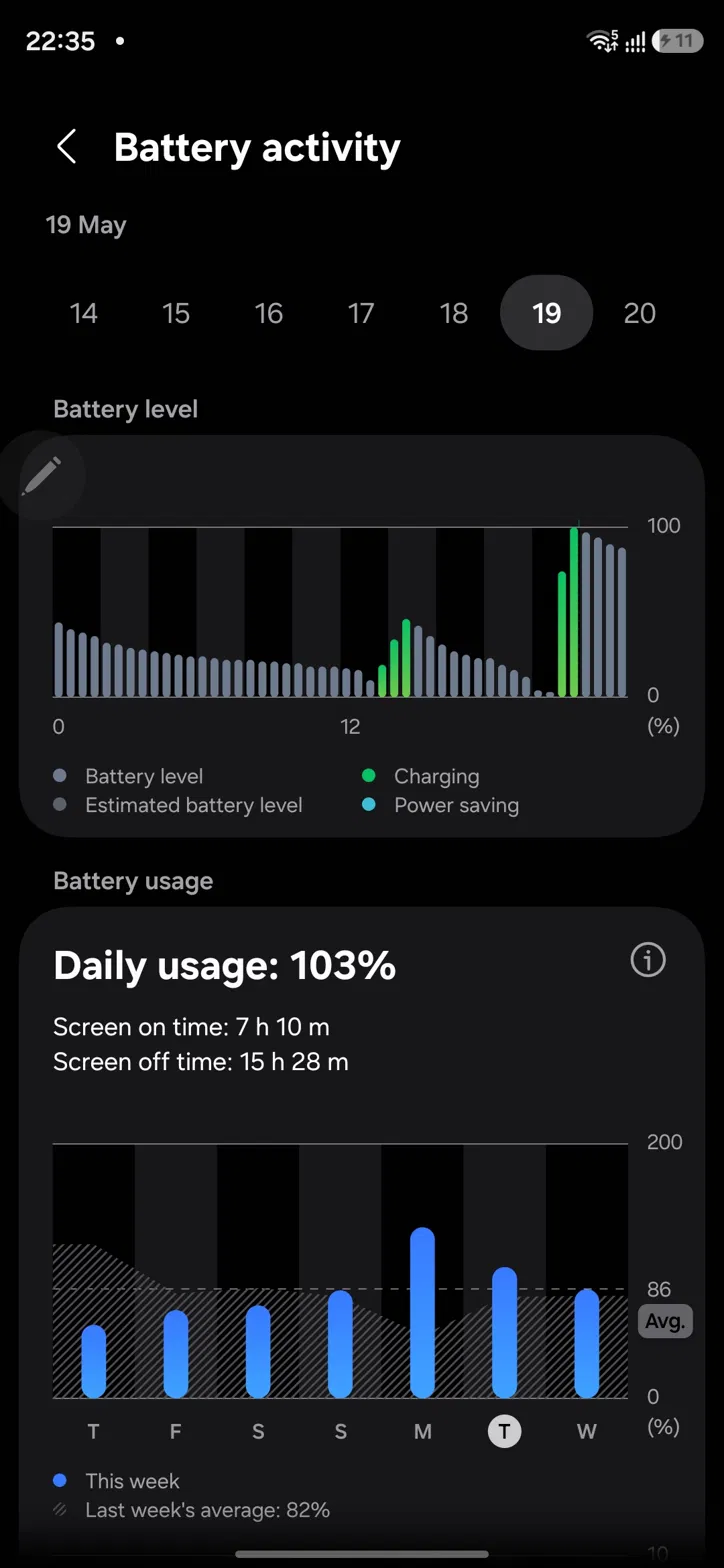 22:35
5
11
Battery activity
19 May
14 15 16 17 18 19 20
Battery level
100
0
0 12 (%)
Battery level Charging
Estimated battery level Power saving
Battery usage
Daily usage: 103%
Screen on time: 7 h 10 m
Screen off time: 15 h 28 m
200
86
Avg.
0
T F S S M T W (%)
This week
Last week's average: 82%
10